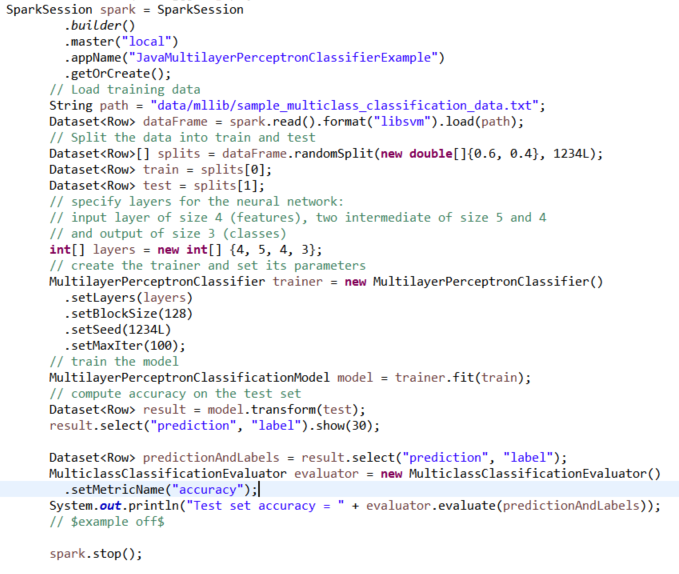 SparkSession spark = SparkSession
.builder()
.master("local")
.appName("JavaMultilayerPerceptronClassifierExample")
.getOrCreate();
// Load training data
String path = "data/mllib/sample_multiclass_classification_data.txt";
Dataset<Row> dataFrame = spark.read().format("libsvm").load(path);
// Split the data into train and test
Dataset<Row>[] splits = dataFrame.randomSplit(new double[]{0.6, 0.4}, 1234L);
Dataset<Row> train = splits[0];
Dataset<Row> test = splits[1];
// specify layers for the neural network:
// input layer of size 4 (features), two intermediate of size 5 and 4
// and output of size 3 (classes)
int[] layers = new int[] {4, 5, 4, 3};
// create the trainer and set its parameters
MultilayerPerceptronClassifier trainer = new MultilayerPerceptronClassifier()
.setLayers(layers)
.setBlockSize(128)
.setSeed(1234L)
.setMaxIter(100);
// train the model
MultilayerPerceptronClassificationModel model = trainer.fit(train);
// compute accuracy on the test set
Dataset<Row> result = model.transform(test);
result.select("prediction", "label").show(30);
Dataset<Row> predictionAndLabels = result.select("prediction", "label");
MulticlassClassificationEvaluator evaluator = new MulticlassClassificationEvaluator()
.setMetricName("accuracy");
System.out.println("Test set accuracy = " + evaluator.evaluate(predictionAndLabels));
// $example off$
spark.stop();